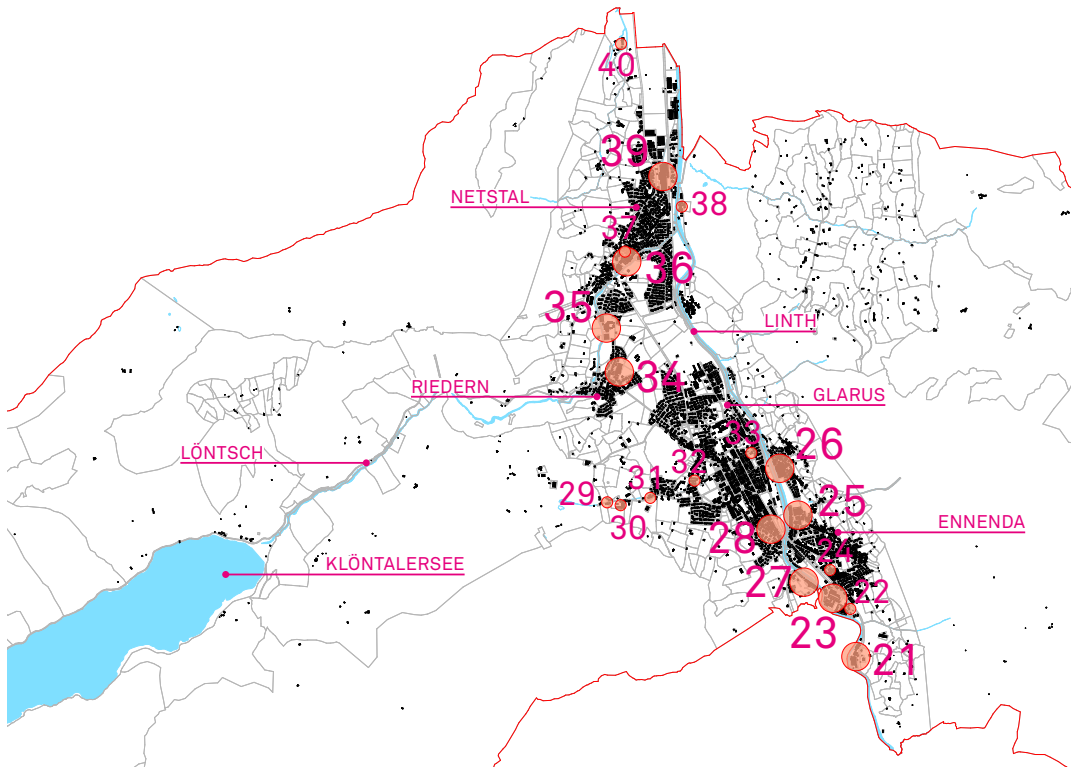 40
39
NETSTAL
38
37
36
35
LINTH
34
RIEDERN
GLARUS
33
26
LÖNTSCH
32
31
29
30
25
28
ENNENDA
24
KLÖNTALERSEE
27
22
23
21